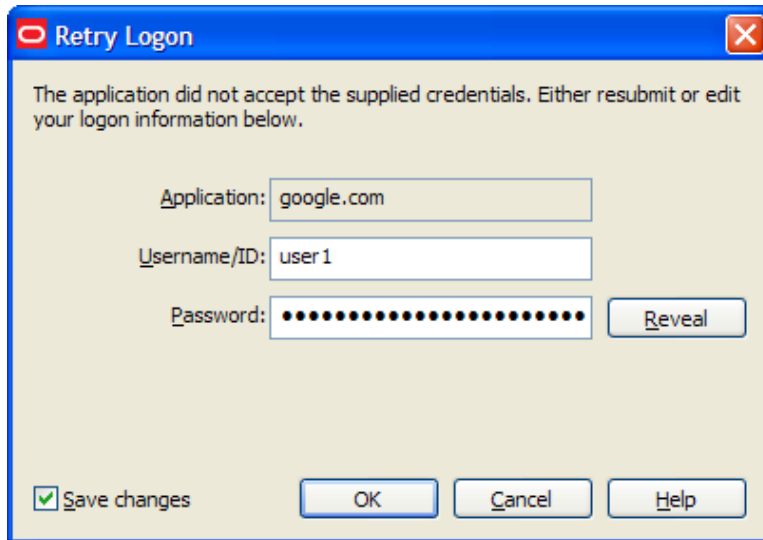 Retry Logon
The application did not accept the supplied credentials. Either resubmit or edit
your logon information below.
Application: google.com
Username/ID: user1
Password: ●●●●●●●●●●●●●●●●●●●●●●● Reveal
Save changes OK Cancel Help